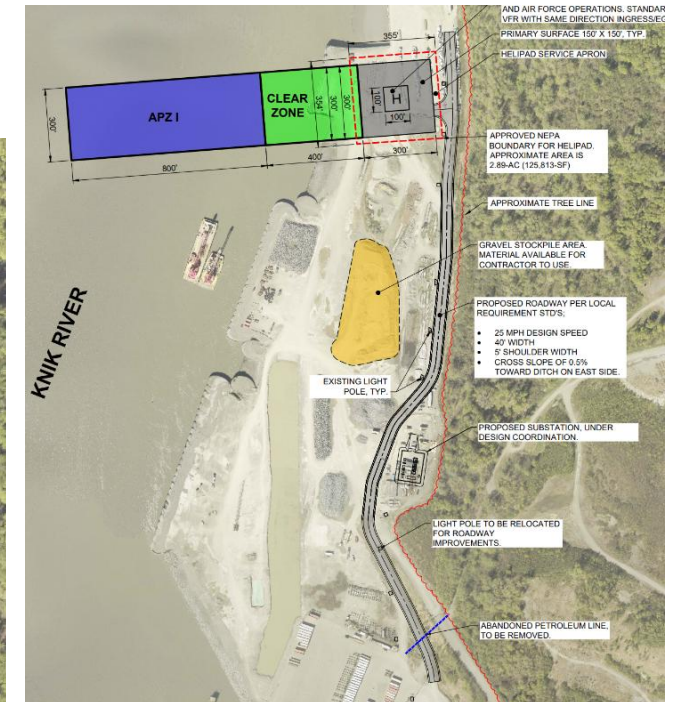 AND AIR FORCE OPERATIONS. STANDAR
VFR WITH SAME DIRECTION INGRESS/EG
355'
PRIMARY SURFACE 150' X 150', TYP.
HELIPAD SERVICE APRON
300'
APZ I
CLEAR
ZONE
354'
300'
300'
100'
H
100'
800'
400'
300'
APPROVED NEPA
BOUNDARY FOR HELIPAD.
APPROXIMATE AREA IS
2.89-AC (125,813-SF)
APPROXIMATE TREE LINE
GRAVEL STOCKPILE AREA.
MATERIAL AVAILABLE FOR
CONTRACTOR TO USE.
KNIK RIVER
PROPOSED ROADWAY PER LOCAL
REQUIREMENT STD'S;
• 25 MPH DESIGN SPEED
• 40' WIDTH
• 5' SHOULDER WIDTH
• CROSS SLOPE OF 0.5%
TOWARD DITCH ON EAST SIDE.
EXISTING LIGHT
POLE, TYP.
PROPOSED SUBSTATION, UNDER
DESIGN COORDINATION.
LIGHT POLE TO BE RELOCATED
FOR ROADWAY
IMPROVEMENTS.
ABANDONED PETROLEUM LINE,
TO BE REMOVED.